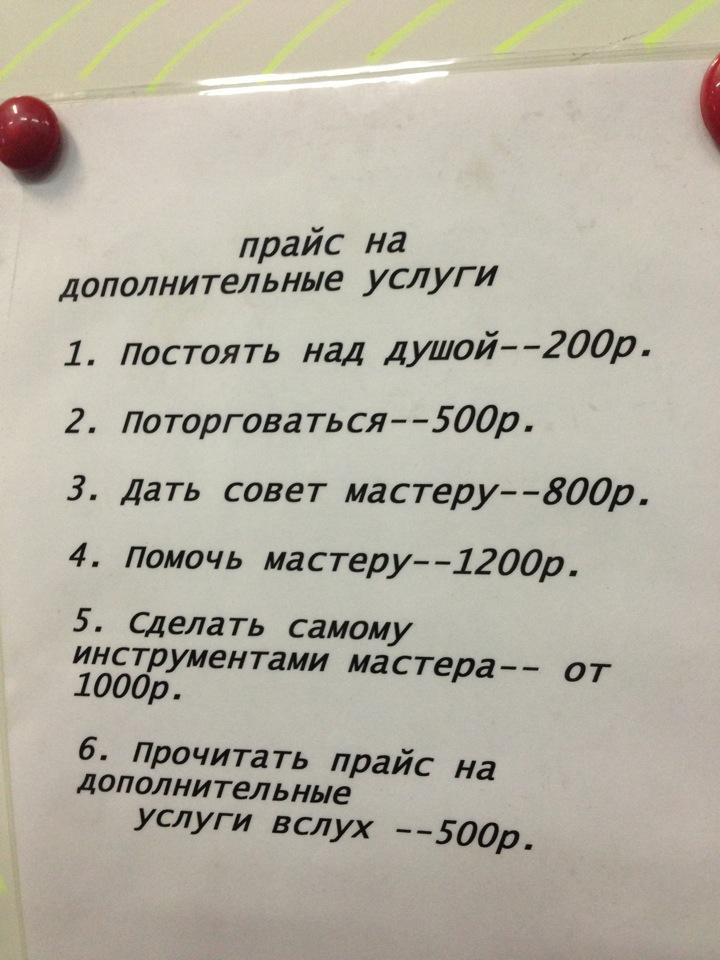 прайс на
дополнительные услуги
1. Постоять над душой--200р.
2. Поторговаться--500р.
3. Дать совет мастеру--800р.
4. Помочь мастеру--1200р.
5. Сделать самому
инструментами мастера-- от
1000р.
6. Прочитать прайс на
дополнительные
услуги вслух --500р.